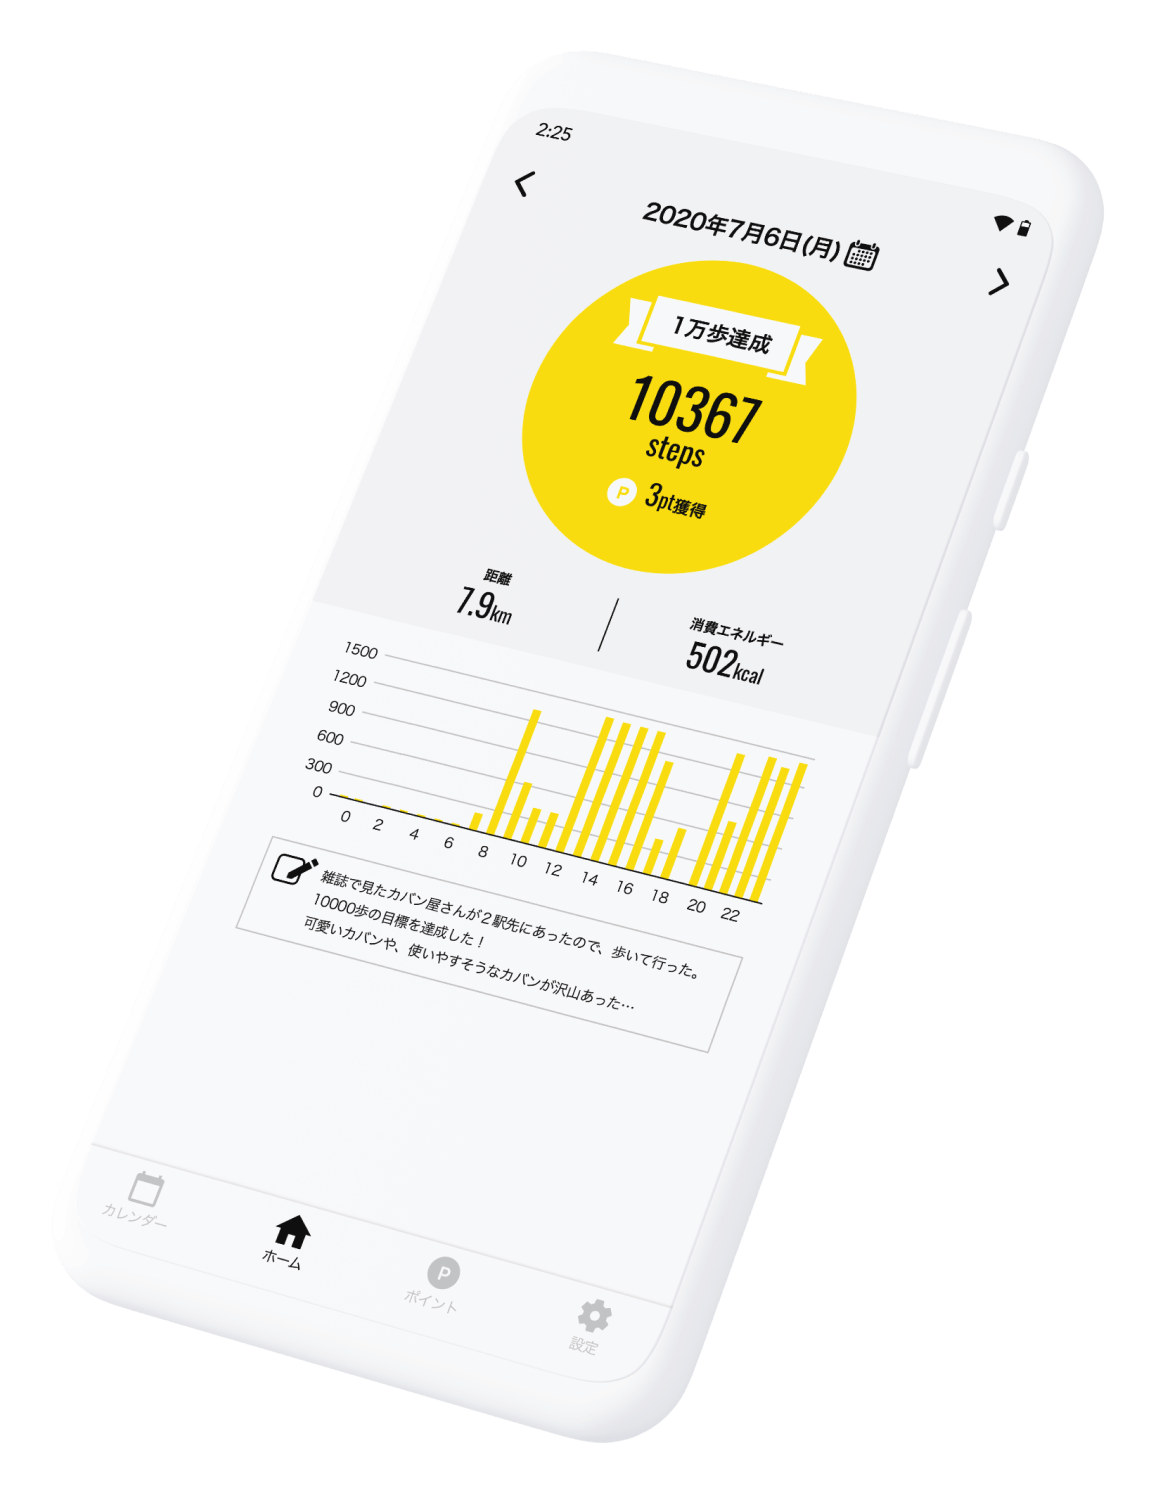 2:25
2020年7月6日(月)
1万歩達成
10367
steps
P 3pt獲得
距離
7.9km
消費エネルギー
502kcal
1500
1200
900
600
300
0
0 2 4 6 8 10 12 14 16 18 20 22
雑誌で見たカバン屋さんが2駅先にあったので、歩いて行った。
10000歩の目標を達成した！
可愛いカバンや、使いやすそうなカバンが沢山あった…
カレンダー
ホーム
P
ポイント
設定